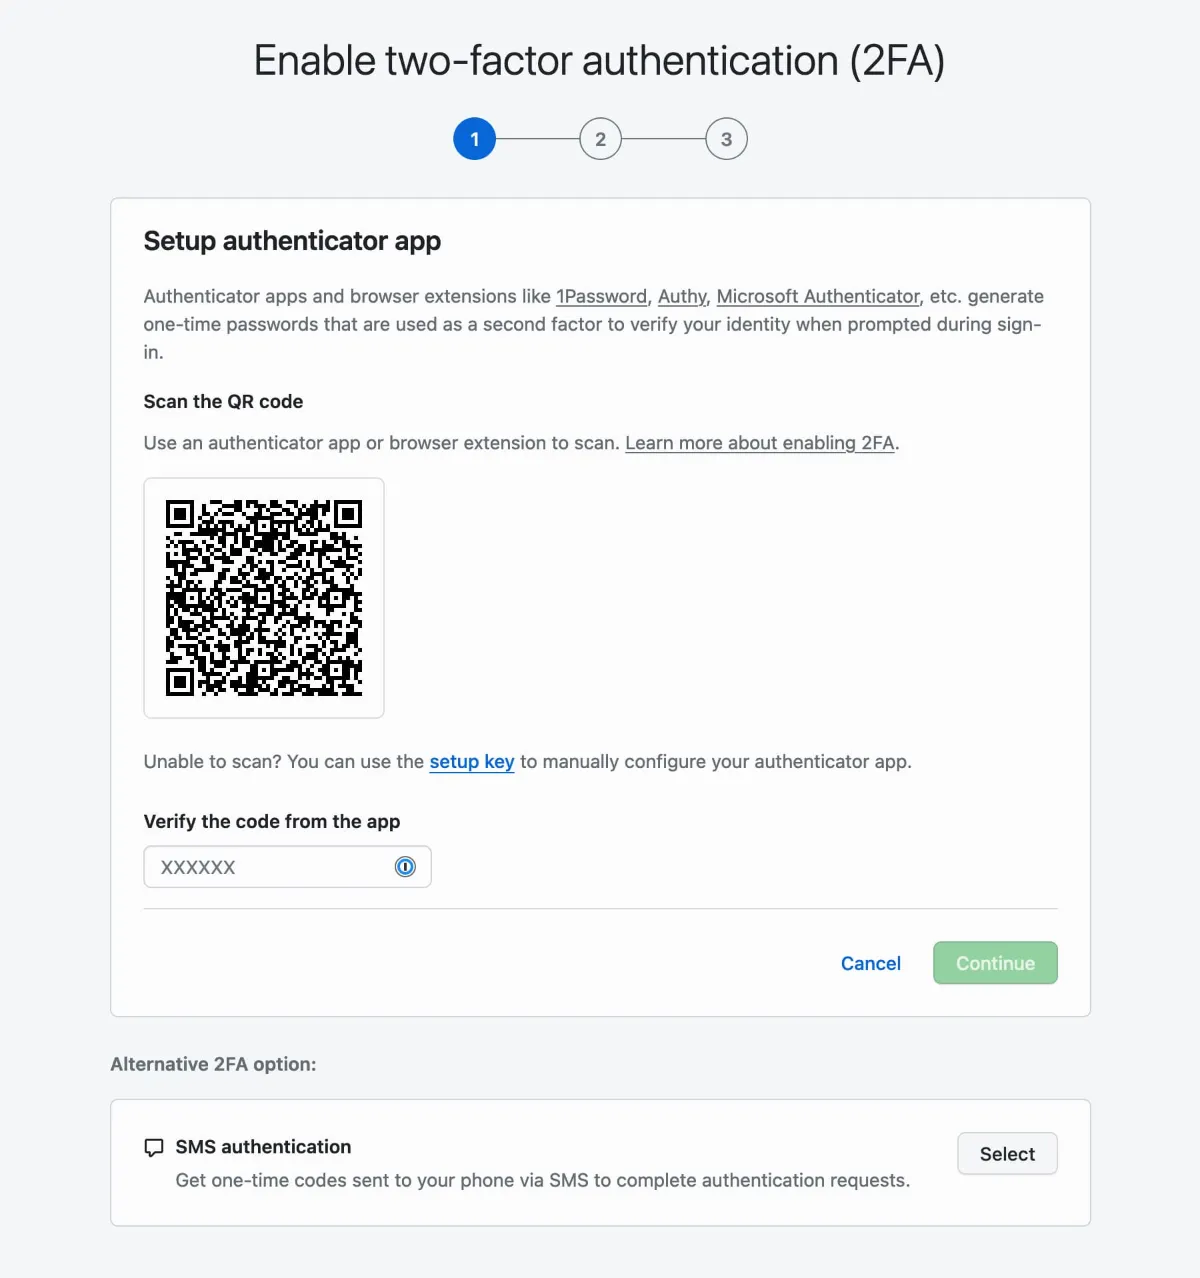 Enable two-factor authentication (2FA)
1 2 3
Setup authenticator app
Authenticator apps and browser extensions like 1Password, Authy, Microsoft Authenticator, etc. generate
one-time passwords that are used as a second factor to verify your identity when prompted during sign-
in.
Scan the QR code
Use an authenticator app or browser extension to scan. Learn more about enabling 2FA.
Unable to scan? You can use the setup key to manually configure your authenticator app.
Verify the code from the app
XXXXXX
Cancel Continue
Alternative 2FA option:
SMS authentication
Select
Get one-time codes sent to your phone via SMS to complete authentication requests.